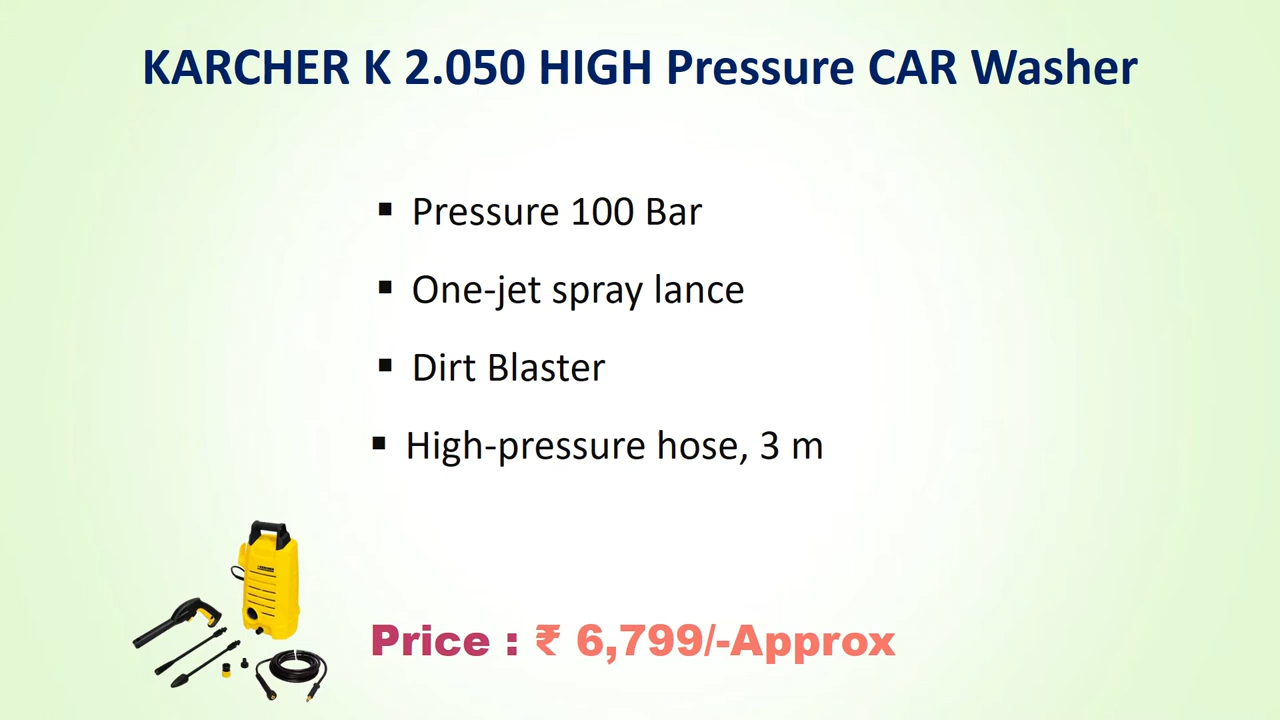 KARCHER K 2.050 HIGH Pressure CAR Washer
▪ Pressure 100 Bar
▪ One-jet spray lance
▪ Dirt Blaster
▪ High-pressure hose, 3 m
Price : ₹ 6,799/-Approx